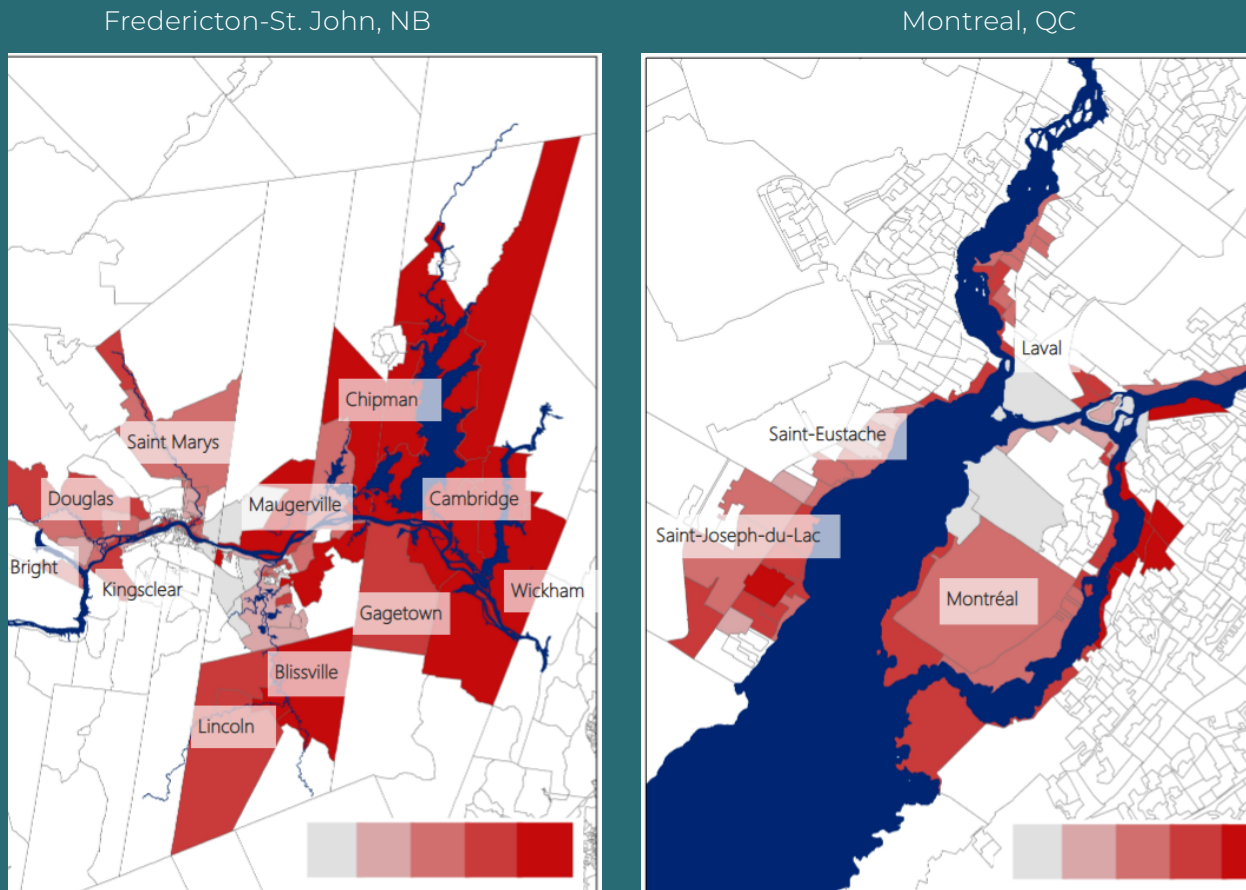 Fredericton-St. John, NB
Montreal, QC
Chipman
Saint Marys
Douglas
Maugerville
Cambridge
Bright
Kingsclear
Wickham
Gagetown
Blissville
Lincoln
Laval
Saint-Eustache
Saint-Joseph-du-Lac
Montréal